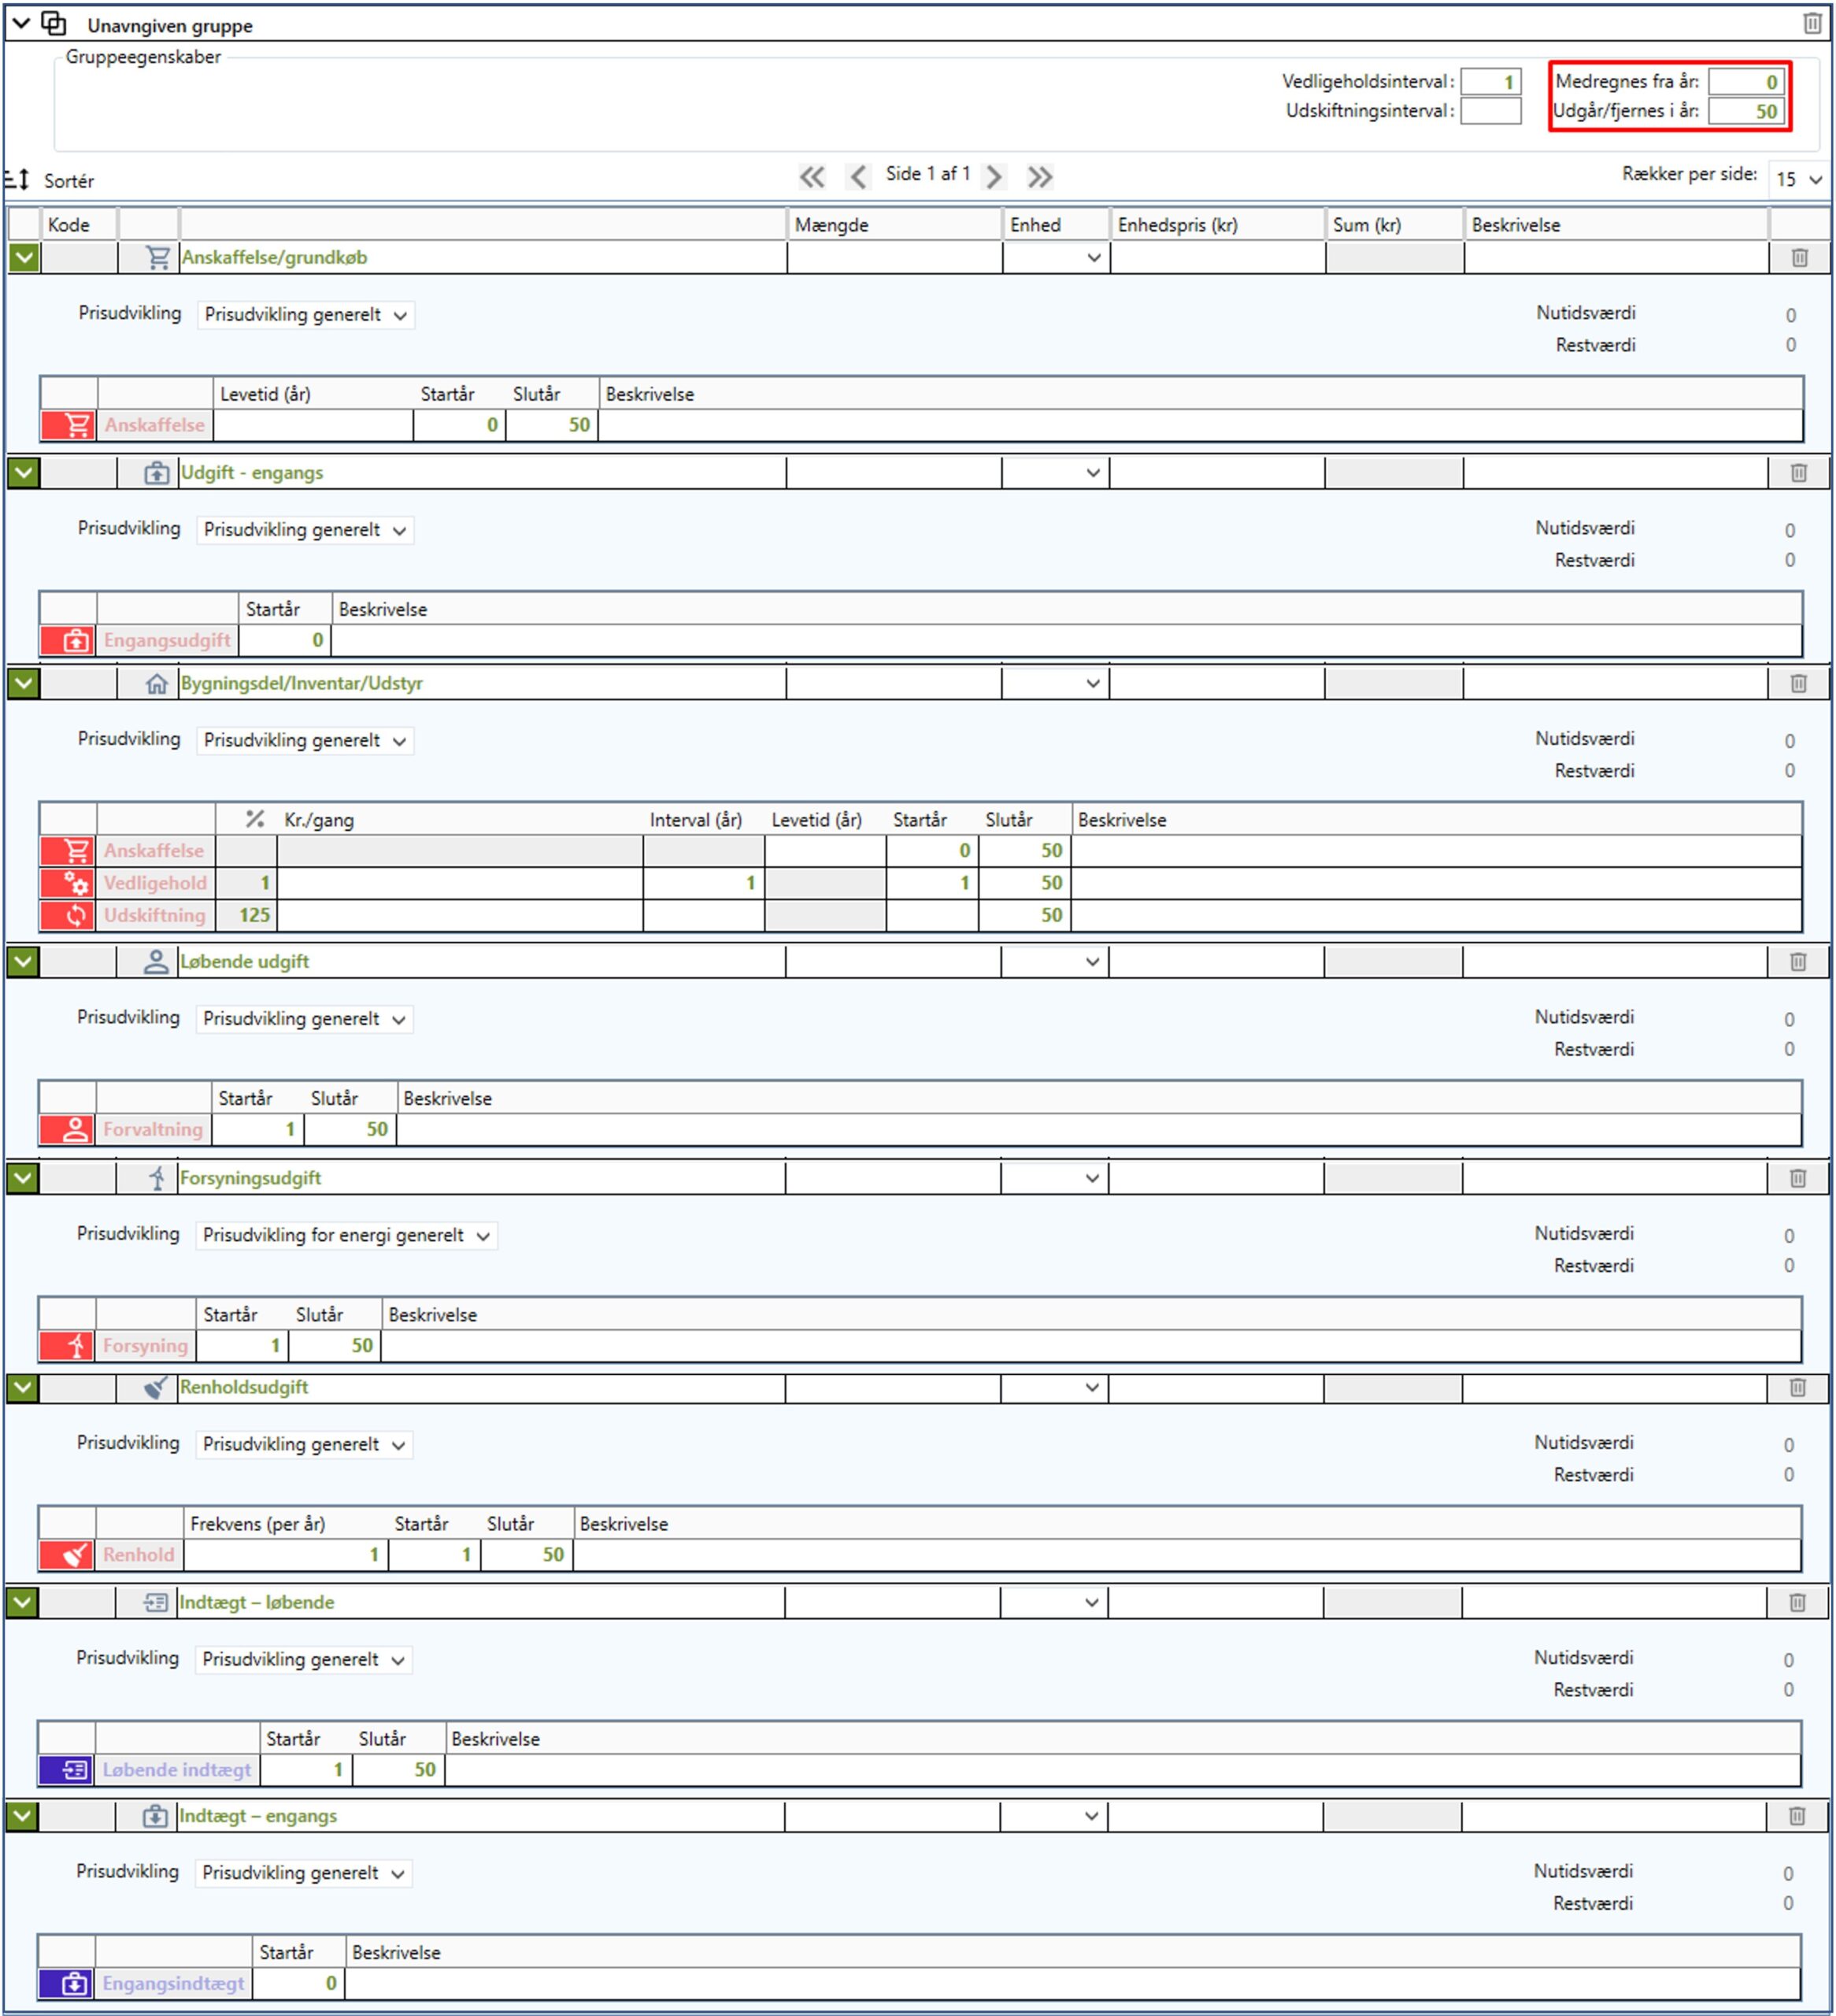 Unavngiven gruppe
Gruppeegenskaber
Vedligeholdsinterval: 1 Medregnes fra år: 0
Udskiftningsinterval: Udgår/fjernes i år: 50
Sortér Side 1 af 1 Rækker per side: 15
Kode Mængde Enhed Enhedspris (kr) Sum (kr) Beskrivelse
Anskaffelse/grundkøb
Prisudvikling Prisudvikling generelt Nutidsværdi 0
Restværdi 0
Levetid (år) Startår Slutår Beskrivelse
Anskaffelse 0 50
Udgift - engangs
Prisudvikling Prisudvikling generelt Nutidsværdi 0
Restværdi 0
Startår Beskrivelse
Engangsudgift 0
Bygningsdel/Inventar/Udstyr
Prisudvikling Prisudvikling generelt Nutidsværdi 0
Restværdi 0
% Kr./gang Interval (år) Levetid (år) Startår Slutår Beskrivelse
Anskaffelse 0 50
Vedligehold 1 1 1 50
Udskiftning 125 50
Løbende udgift
Prisudvikling Prisudvikling generelt Nutidsværdi 0
Restværdi 0
Startår Slutår Beskrivelse
Forvaltning 1 50
Forsyningsudgift
Prisudvikling Prisudvikling for energi generelt Nutidsværdi 0
Restværdi 0
Startår Slutår Beskrivelse
Forsyning 1 50
Renholdsudgift
Prisudvikling Prisudvikling generelt Nutidsværdi 0
Restværdi 0
Frekvens (per år) Startår Slutår Beskrivelse
Renhold 1 1 50
Indtægt – løbende
Prisudvikling Prisudvikling generelt Nutidsværdi 0
Restværdi 0
Startår Slutår Beskrivelse
Løbende indtægt 1 50
Indtægt – engangs
Prisudvikling Prisudvikling generelt Nutidsværdi 0
Restværdi 0
Startår Beskrivelse
Engangsindtægt 0